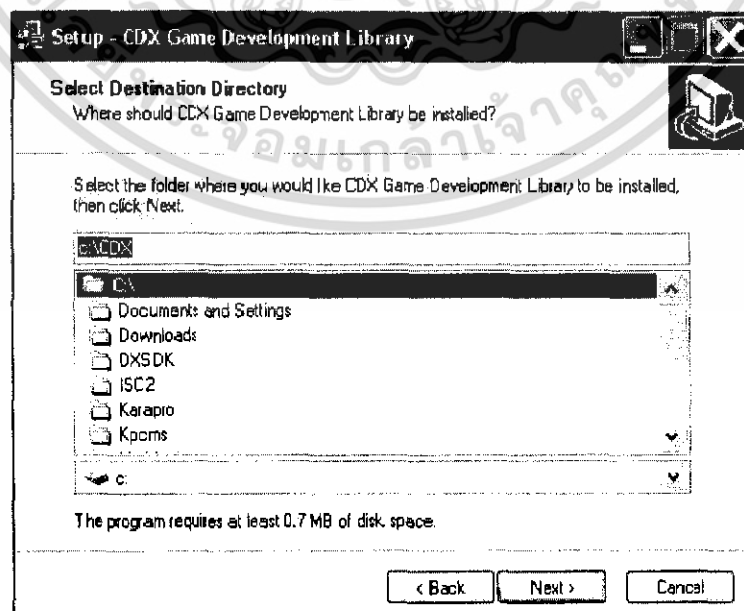 Setup - CDX Game Development Library
Select Destination Directory
Where should CDX Game Development Library be installed?
Select the folder where you would like CDX Game Development Library to be installed,
then click Next.
c:\CDX
C:\
Documents and Settings
Downloads
DXSDK
ISC2
Karapro
Kpcms
c:
The program requires at least 0.7 MB of disk space.
< Back
Next >
Cancel